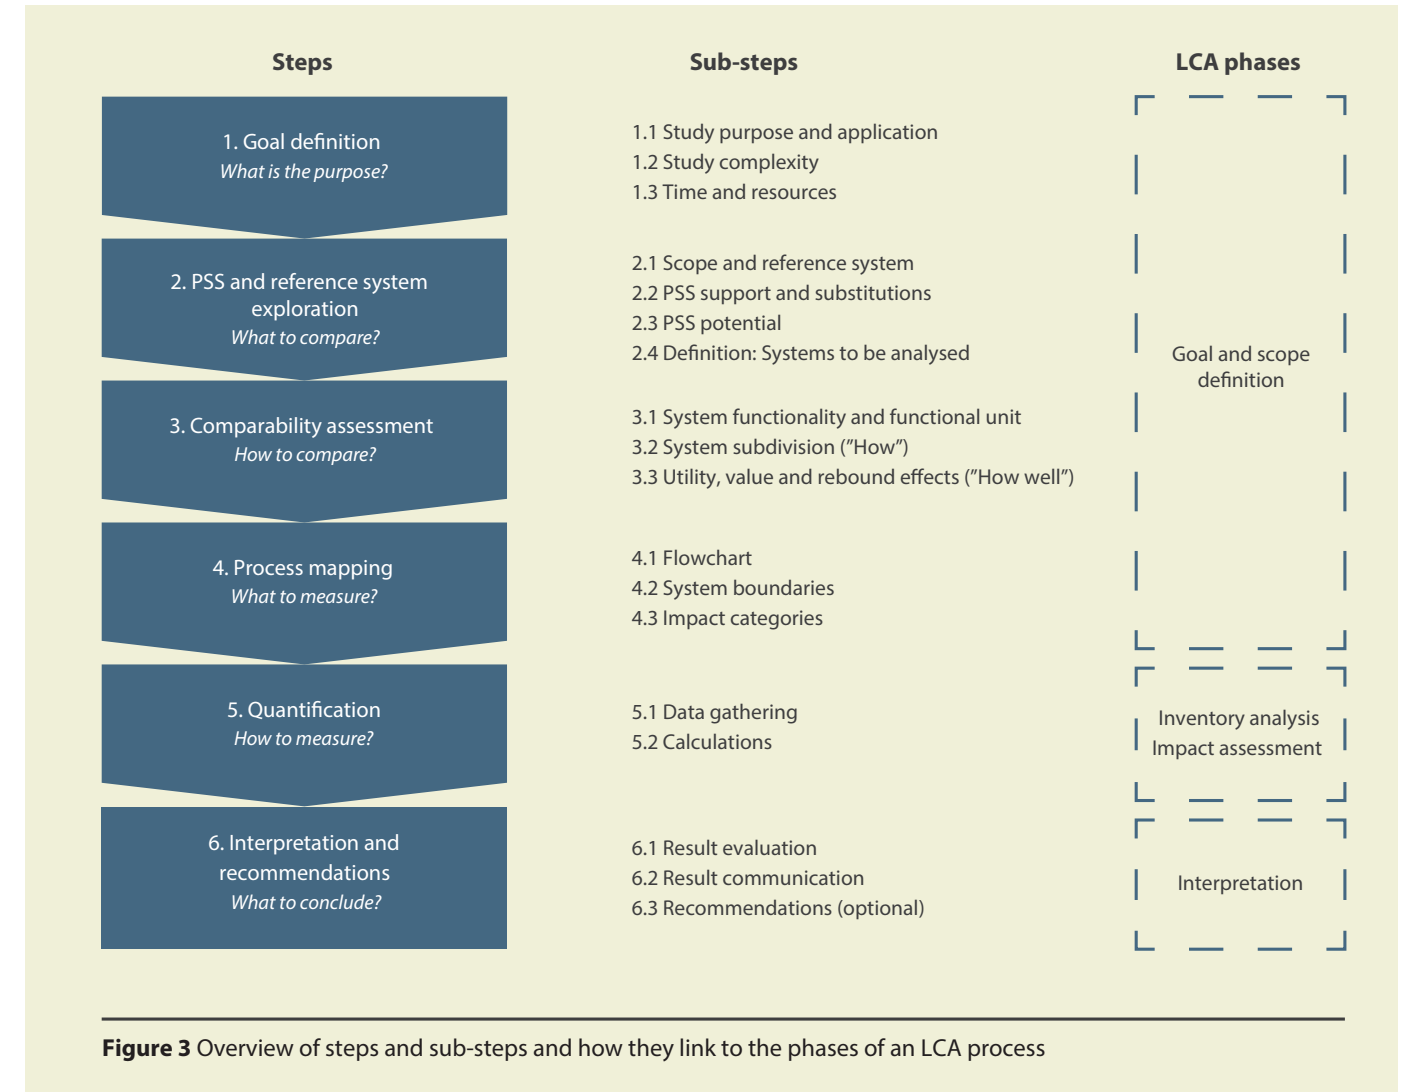 Steps
Sub-steps
LCA phases
1. Goal definition
What is the purpose?
1.1 Study purpose and application
1.2 Study complexity
1.3 Time and resources
2. PSS and reference system
exploration
What to compare?
2.1 Scope and reference system
2.2 PSS support and substitutions
2.3 PSS potential
2.4 Definition: Systems to be analysed
3. Comparability assessment
How to compare?
3.1 System functionality and functional unit
3.2 System subdivision (”How”)
3.3 Utility, value and rebound effects (”How well”)
4. Process mapping
What to measure?
4.1 Flowchart
4.2 System boundaries
4.3 Impact categories
Goal and scope
definition
5. Quantification
How to measure?
5.1 Data gathering
5.2 Calculations
Inventory analysis
Impact assessment
6. Interpretation and
recommendations
What to conclude?
6.1 Result evaluation
6.2 Result communication
6.3 Recommendations (optional)
Interpretation
Figure 3 Overview of steps and sub-steps and how they link to the phases of an LCA process